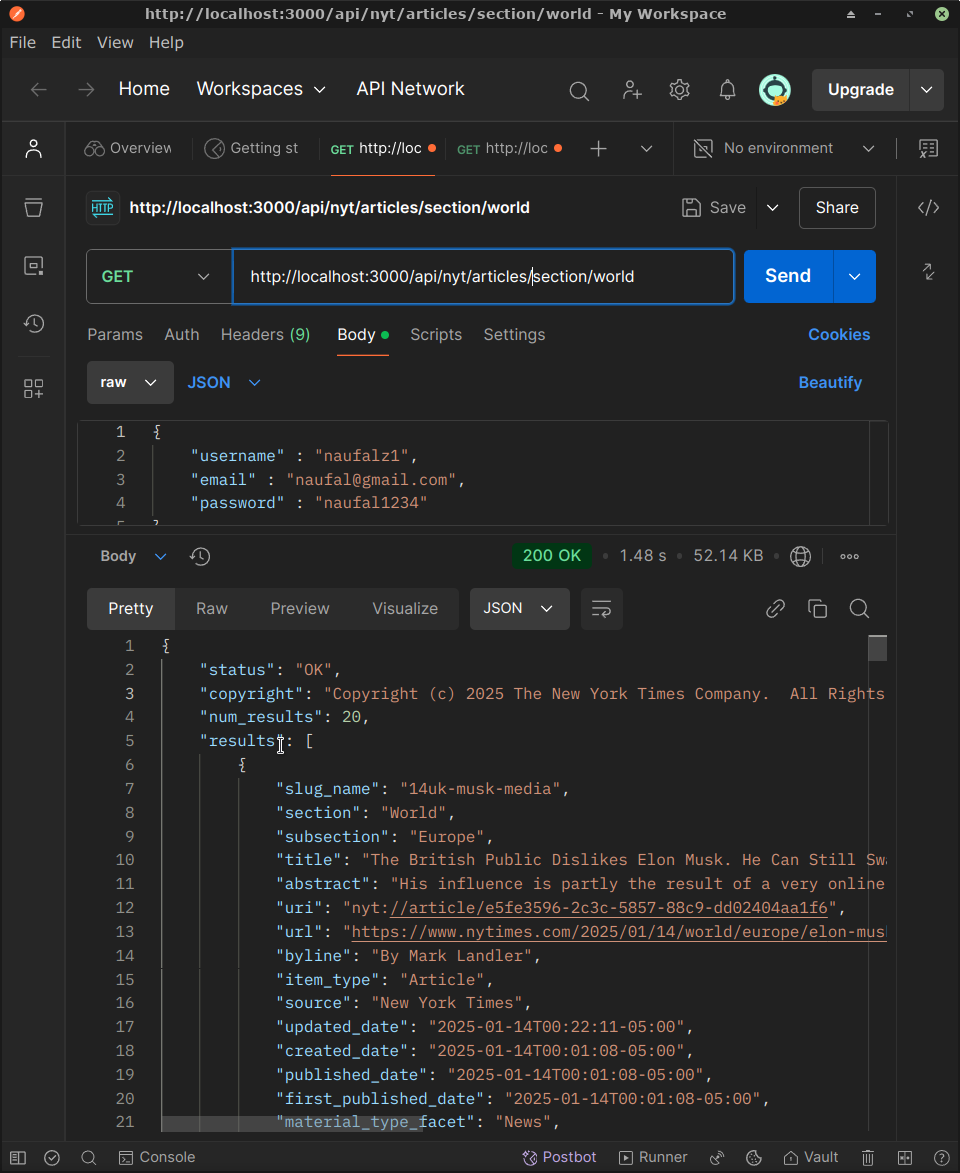 http://localhost:3000/api/nyt/articles/section/world - My Workspace
File Edit View Help
Home Workspaces API Network Upgrade
Overview Getting st GET http://loc GET http://loc No environment
HTTP http://localhost:3000/api/nyt/articles/section/world Save Share
GET http://localhost:3000/api/nyt/articles/section/world Send
Params Auth Headers (9) Body Scripts Settings Cookies
raw JSON Beautify
1 {
2 "username" : "naufalz1",
3 "email" : "naufal@gmail.com",
4 "password" : "naufal1234"
5 }
Body 200 OK 1.48 s 52.14 KB
Pretty Raw Preview Visualize JSON
1 {
2 "status": "OK",
3 "copyright": "Copyright (c) 2025 The New York Times Company.  All Rights
4 "num_results": 20,
5 "results": [
6 {
7 "slug_name": "14uk-musk-media",
8 "section": "World",
9 "subsection": "Europe",
10 "title": "The British Public Dislikes Elon Musk. He Can Still Sw
11 "abstract": "His influence is partly the result of a very online
12 "uri": "nyt://article/e5fe3596-2c3c-5857-88c9-dd02404aa1f6",
13 "url": "https://www.nytimes.com/2025/01/14/world/europe/elon-mus
14 "byline": "By Mark Landler",
15 "item_type": "Article",
16 "source": "New York Times",
17 "updated_date": "2025-01-14T00:22:11-05:00",
18 "created_date": "2025-01-14T00:01:08-05:00",
19 "published_date": "2025-01-14T00:01:08-05:00",
20 "first_published_date": "2025-01-14T00:01:08-05:00",
21 "material_type_facet": "News",
Console Postbot Runner Vault